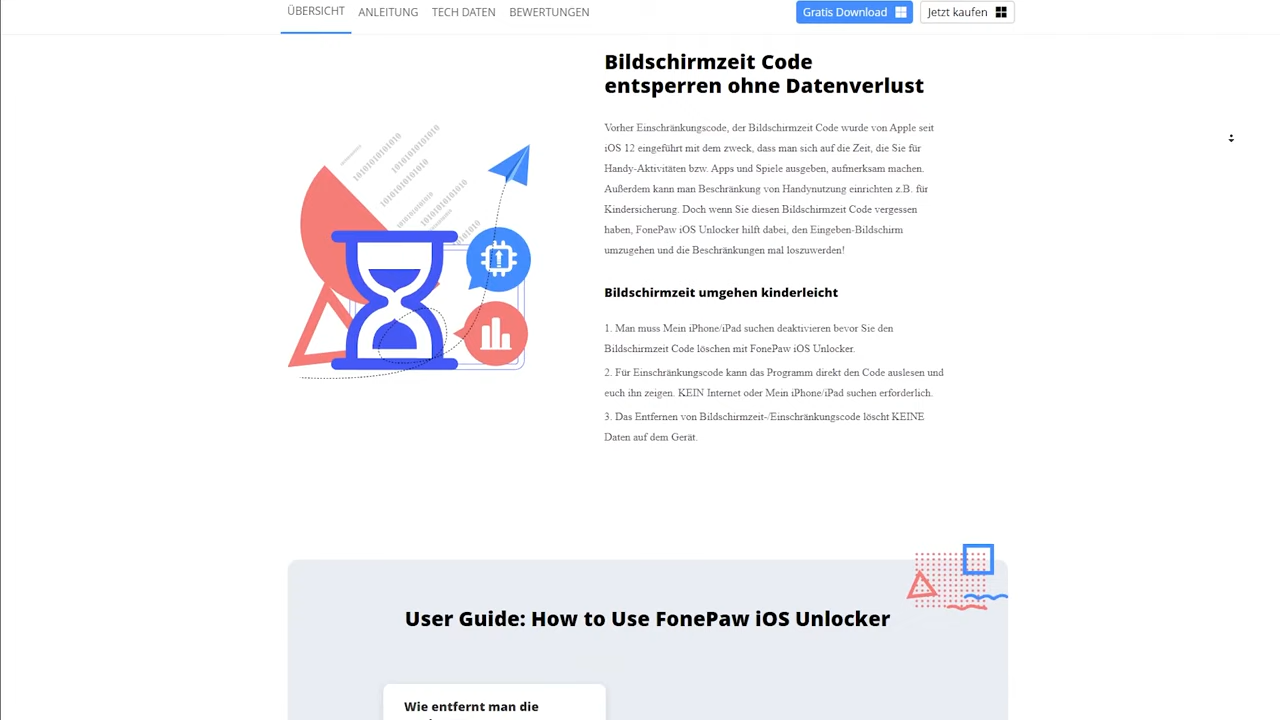 ÜBERSICHT ANLEITUNG TECH DATEN BEWERTUNGEN Gratis Download Jetzt kaufen
Bildschirmzeit Code
entsperren ohne Datenverlust
Vorher Einschränkungscode, der Bildschirmzeit Code wurde von Apple seit
iOS 12 eingeführt mit dem zweck, dass man sich auf die Zeit, die Sie für
Handy-Aktivitäten bzw. Apps und Spiele ausgeben, aufmerksam machen.
Außerdem kann man Beschränkung von Handynutzung einrichten z.B. für
Kindersicherung. Doch wenn Sie diesen Bildschirmzeit Code vergessen
haben, FonePaw iOS Unlocker hilft dabei, den Eingeben-Bildschirm
umzugehen und die Beschränkungen mal loszuwerden!
Bildschirmzeit umgehen kinderleicht
1. Man muss Mein iPhone/iPad suchen deaktivieren bevor Sie den
Bildschirmzeit Code löschen mit FonePaw iOS Unlocker.
2. Für Einschränkungscode kann das Programm direkt den Code auslesen und
euch ihn zeigen. KEIN Internet oder Mein iPhone/iPad suchen erforderlich.
3. Das Entfernen von Bildschirmzeit-/Einschränkungscode löscht KEINE
Daten auf dem Gerät.
User Guide: How to Use FonePaw iOS Unlocker
Wie entfernt man die